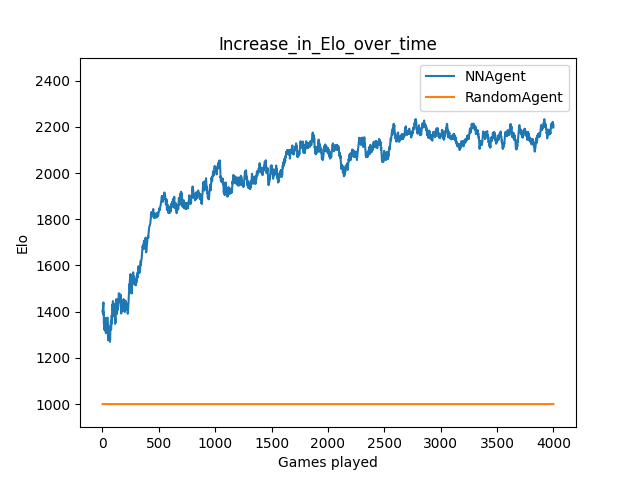 Increase_in_Elo_over_time
NNAgent
RandomAgent
2400
2200
2000
1800
1600
1400
1200
1000
Elo
0 500 1000 1500 2000 2500 3000 3500 4000
Games played